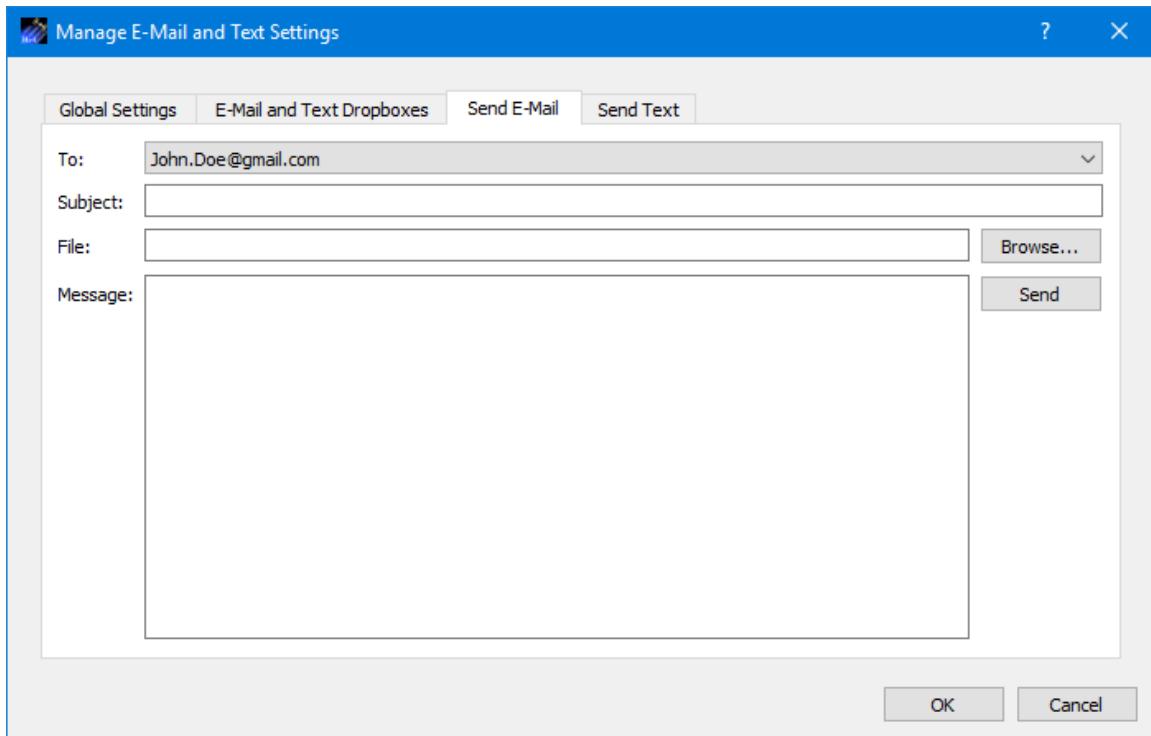 Manage E-Mail and Text Settings ?
Global Settings E-Mail and Text Dropboxes Send E-Mail Send Text
To: John.Doe@gmail.com
Subject:
File: Browse...
Message: Send
OK Cancel